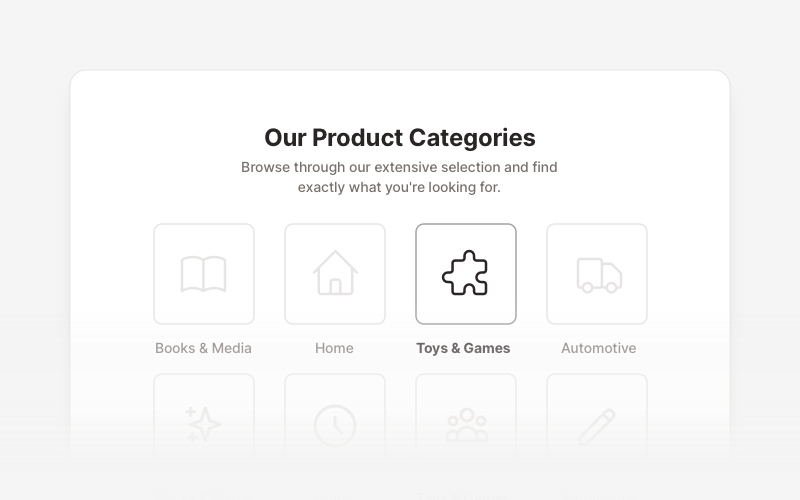 Our Product Categories
Browse through our extensive selection and find
exactly what you're looking for.
Books & Media
Home
Toys & Games
Automotive